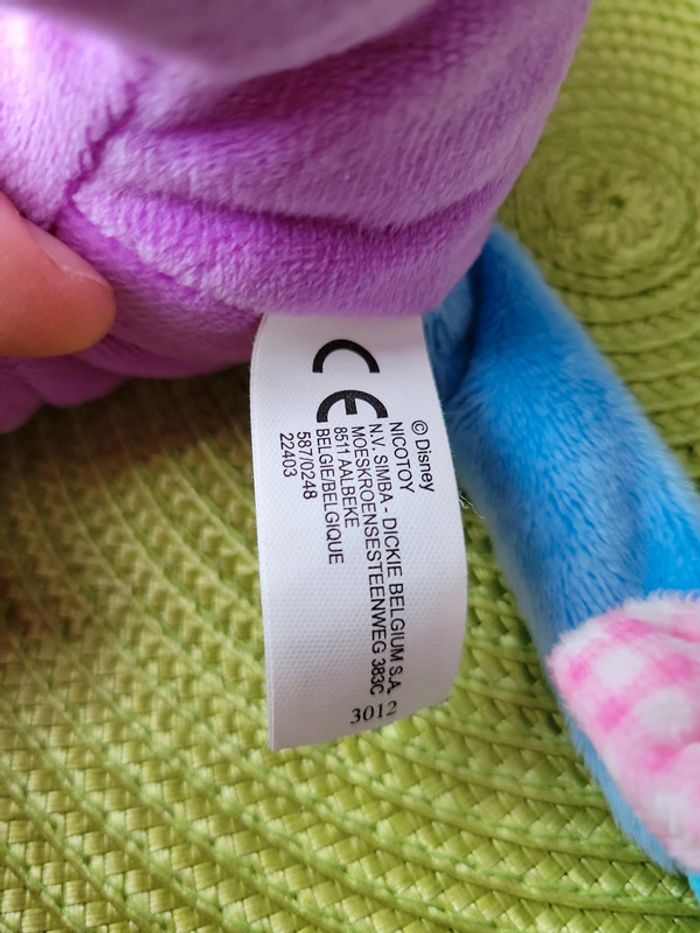 CE
© Disney
NICOTOY
N.V. SIMBA - DICKIE BELGIUM S.A.
MOESKROENSESTEENWEG 383C
8511 AALBEKE
BELGIE/BELGIQUE
587/0248
22403
3012